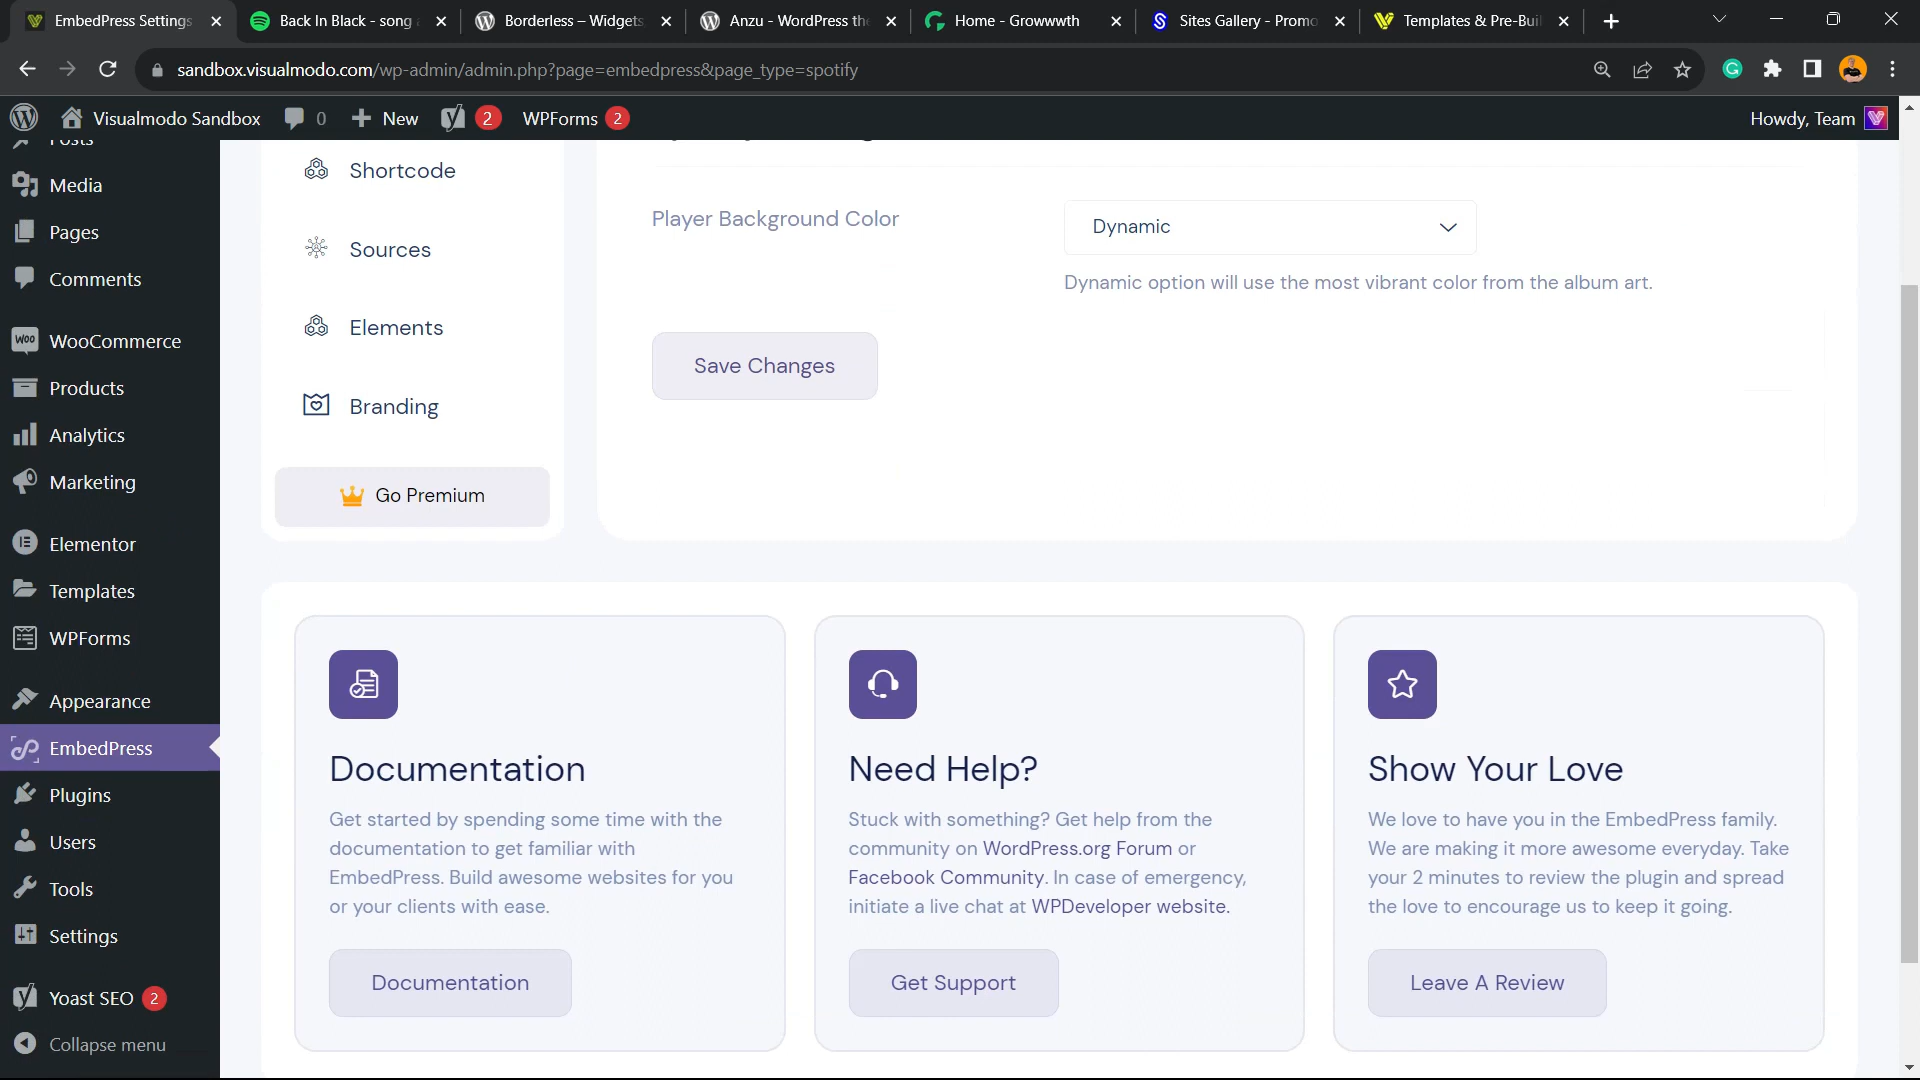 EmbedPress Settings
Back In Black - song
Borderless – Widgets
Anzu - WordPress the
Home - Growwwth
Sites Gallery - Promo
Templates & Pre-Buil
sandbox.visualmodo.com/wp-admin/admin.php?page=embedpress&page_type=spotify
Visualmodo Sandbox
0
New
2
WPForms
2
Howdy, Team
Posts
Media
Pages
Comments
WooCommerce
Products
Analytics
Marketing
Elementor
Templates
WPForms
Appearance
EmbedPress
Plugins
Users
Tools
Settings
Yoast SEO 2
Collapse menu
Shortcode
Sources
Elements
Branding
Go Premium
Player Background Color
Dynamic
Dynamic option will use the most vibrant color from the album art.
Save Changes
Documentation
Get started by spending some time with the
documentation to get familiar with
EmbedPress. Build awesome websites for you
or your clients with ease.
Documentation
Need Help?
Stuck with something? Get help from the
community on WordPress.org Forum or
Facebook Community. In case of emergency,
initiate a live chat at WPDeveloper website.
Get Support
Show Your Love
We love to have you in the EmbedPress family.
We are making it more awesome everyday. Take
your 2 minutes to review the plugin and spread
the love to encourage us to keep it going.
Leave A Review